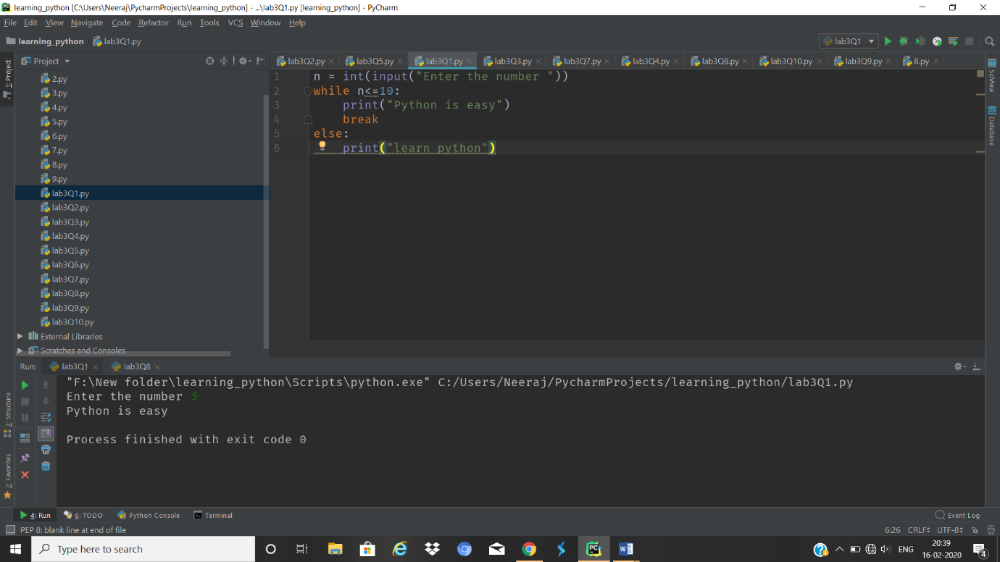 learning_python [C:\Users\Neeraj\PycharmProjects\learning_python] - ...\lab3Q1.py [learning_python] - PyCharm
File Edit View Navigate Code Refactor Run Tools VCS Window Help
learning_python lab3Q1.py lab3Q1
1: Project
Project
lab3Q2.py lab3Q5.py lab3Q1.py lab3Q3.py lab3Q7.py lab3Q4.py lab3Q8.py lab3Q10.py lab3Q9.py 8.py
2.py
3.py
4.py
5.py
6.py
7.py
8.py
9.py
lab3Q1.py
lab3Q2.py
lab3Q3.py
lab3Q4.py
lab3Q5.py
lab3Q6.py
lab3Q7.py
lab3Q8.py
lab3Q9.py
lab3Q10.py
External Libraries
Scratches and Consoles
1 n = int(input("Enter the number "))
2 while n<=10:
3     print("Python is easy")
4     break
5 else:
6     print("learn python")
SciView
Database
Run: lab3Q1 lab3Q8
"F:\New folder\learning_python\Scripts\python.exe" C:/Users/Neeraj/PycharmProjects/learning_python/lab3Q1.py
Enter the number 5
Python is easy
Process finished with exit code 0
Z: Structure
2: Favorites
4: Run 6: TODO Python Console Terminal Event Log
PEP 8: blank line at end of file 6:26 CRLF UTF-8
Type here to search
ENG
20:39
16-02-2020
4